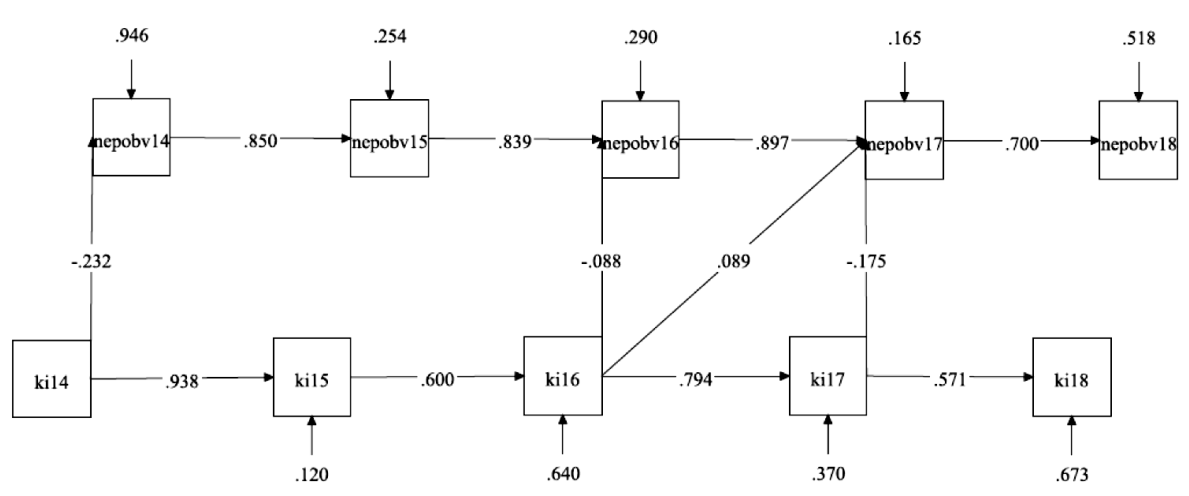 .946 .254 .290 .165 .518
nepobv14 .850 nepobv15 .839 nepobv16 .897 nepobv17 .700 nepobv18
-.232 -.088 .089 -.175
ki14 .938 ki15 .600 ki16 .794 ki17 .571 ki18
.120 .640 .370 .673